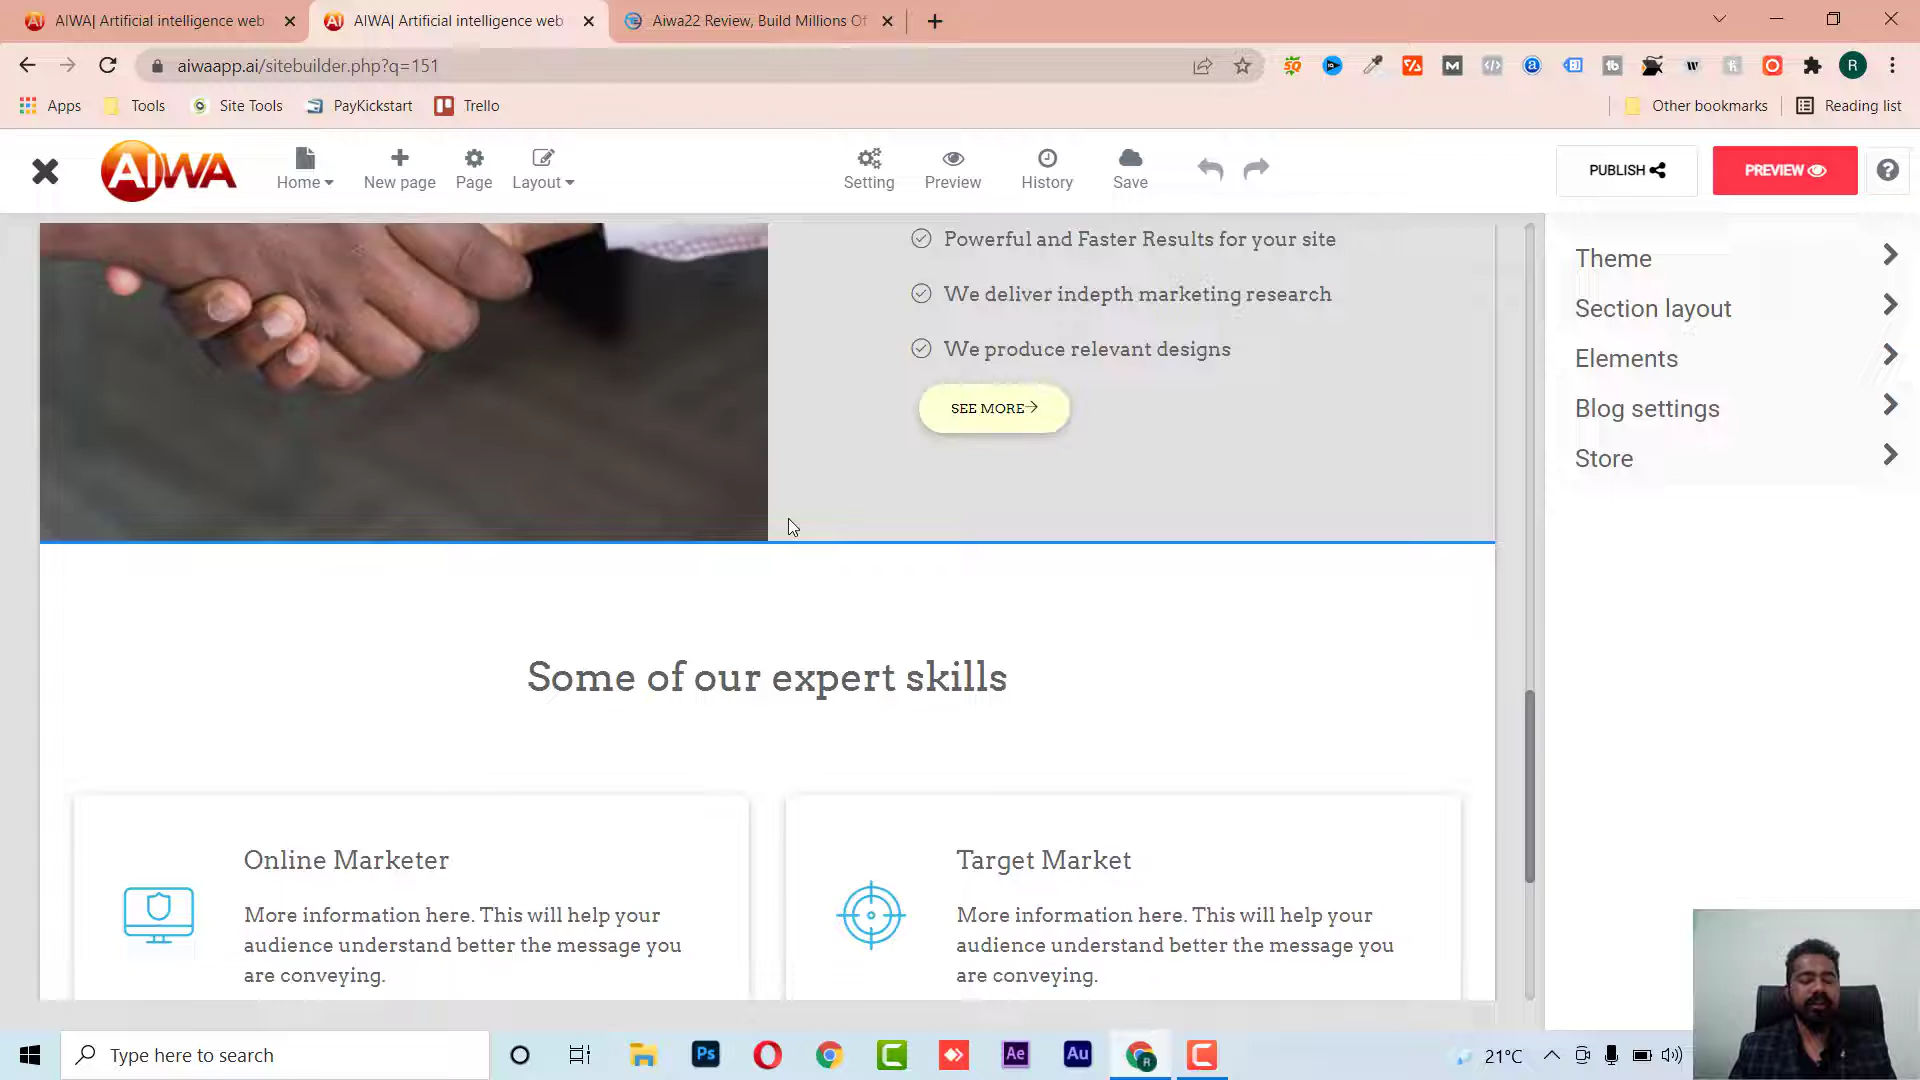 AIWA| Artificial intelligence web
AIWA| Artificial intelligence web
Aiwa22 Review, Build Millions Of
aiwaapp.ai/sitebuilder.php?q=151
R
Apps
Tools
Site Tools
PayKickstart
Trello
Other bookmarks
Reading list
AIWA
Home
New page
Page
Layout
Setting
Preview
History
Save
PUBLISH
PREVIEW
Powerful and Faster Results for your site
We deliver indepth marketing research
We produce relevant designs
SEE MORE
Theme
Section layout
Elements
Blog settings
Store
Some of our expert skills
Online Marketer
More information here. This will help your
audience understand better the message you
are conveying.
Target Market
More information here. This will help your
audience understand better the message you
are conveying.
Type here to search
Ps
Ae
Au
21°C